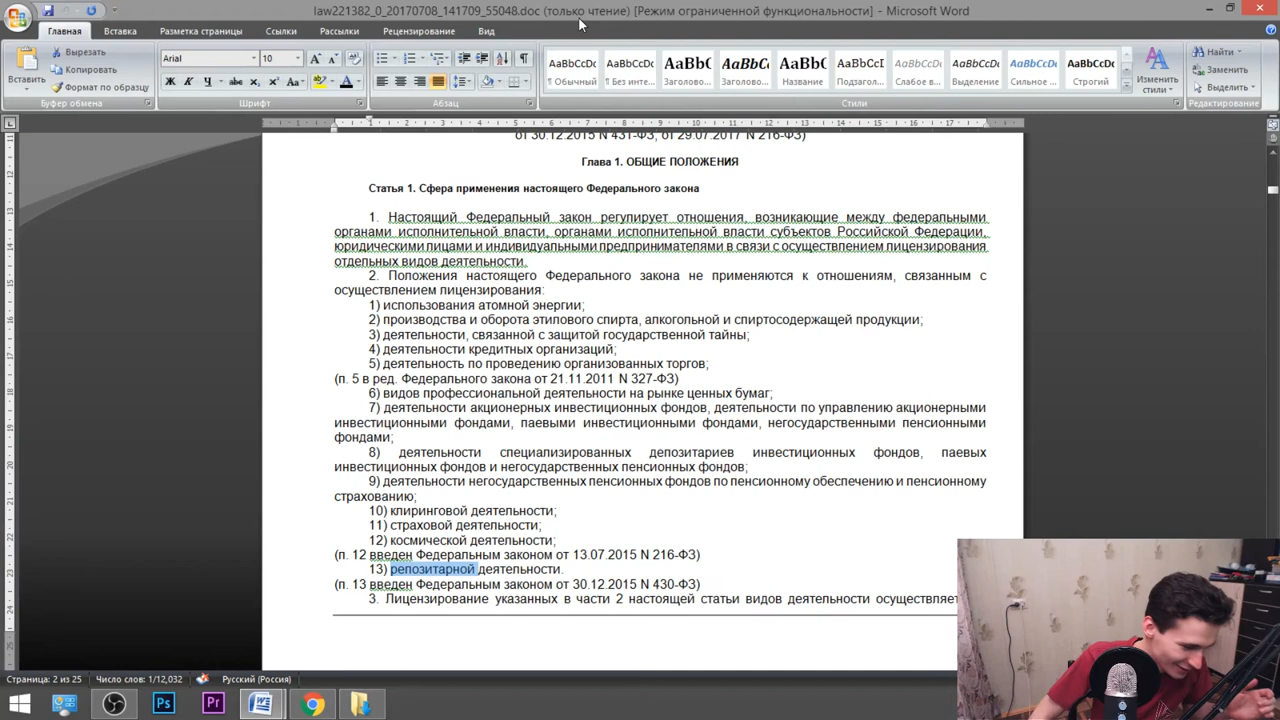 law221382_0_20170708_141709_55048.doc (только чтение) [Режим ограниченной функциональности] - Microsoft Word
Главная Вставка Разметка страницы Ссылки Рассылки Рецензирование Вид
Вставить
Вырезать
Копировать
Формат по образцу
Буфер обмена
Arial 10
Ж К Ч
Шрифт
Абзац
AaBbCcDc AaBbCcDc AaBbC AaBbCc AaBbC AaBbCc. AaBbCcDc AaBbCcDc AaBbCcDc AaBbCcDc
¶ Обычный ¶ Без инте... Заголово... Заголово... Название Подзагол... Слабое в... Выделение Сильное ... Строгий
Изменить стили
Стили
Найти
Заменить
Выделить
Редактирование
от 30.12.2015 N 431-ФЗ, от 29.07.2017 N 216-ФЗ)
Глава 1. ОБЩИЕ ПОЛОЖЕНИЯ
Статья 1. Сфера применения настоящего Федерального закона
1. Настоящий Федеральный закон регулирует отношения, возникающие между федеральными
органами исполнительной власти, органами исполнительной власти субъектов Российской Федерации,
юридическими лицами и индивидуальными предпринимателями в связи с осуществлением лицензирования
отдельных видов деятельности.
2. Положения настоящего Федерального закона не применяются к отношениям, связанным с
осуществлением лицензирования:
1) использования атомной энергии;
2) производства и оборота этилового спирта, алкогольной и спиртосодержащей продукции;
3) деятельности, связанной с защитой государственной тайны;
4) деятельности кредитных организаций;
5) деятельность по проведению организованных торгов;
(п. 5 в ред. Федерального закона от 21.11.2011 N 327-ФЗ)
6) видов профессиональной деятельности на рынке ценных бумаг;
7) деятельности акционерных инвестиционных фондов, деятельности по управлению акционерными
инвестиционными фондами, паевыми инвестиционными фондами, негосударственными пенсионными
фондами;
8) деятельности специализированных депозитариев инвестиционных фондов, паевых
инвестиционных фондов и негосударственных пенсионных фондов;
9) деятельности негосударственных пенсионных фондов по пенсионному обеспечению и пенсионному
страхованию;
10) клиринговой деятельности;
11) страховой деятельности;
12) космической деятельности;
(п. 12 введен Федеральным законом от 13.07.2015 N 216-ФЗ)
13) репозитарной деятельности.
(п. 13 введен Федеральным законом от 30.12.2015 N 430-ФЗ)
3. Лицензирование указанных в части 2 настоящей статьи видов деятельности осуществляет
Страница: 2 из 25 Число слов: 1/12,032 Русский (Россия)
Ps Pr